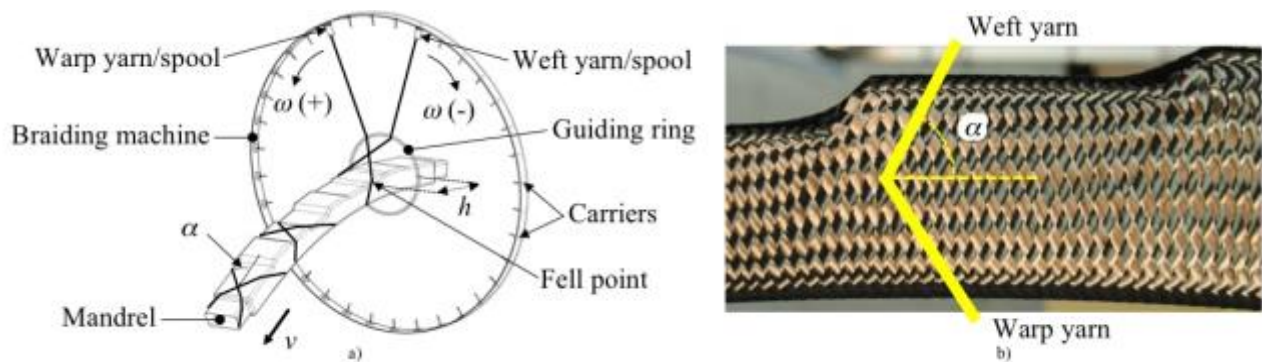 Warp yarn/spool
Weft yarn/spool
ω (+)
ω (-)
Braiding machine
Guiding ring
h
Carriers
α
Fell point
Mandrel
v
a)
Weft yarn
α
Warp yarn
b)